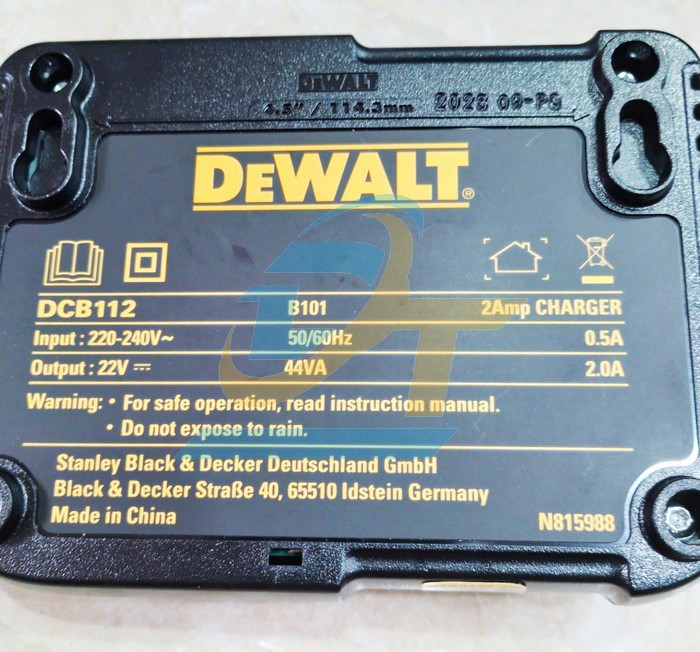 DEWALT
4.5" / 114.3mm 2023 09-PG
DEWALT®
DCB112 B101 2Amp CHARGER
Input : 220-240V~ 50/60Hz 0.5A
Output : 22V ⎓ 44VA 2.0A
Warning: • For safe operation, read instruction manual.
• Do not expose to rain.
Stanley Black & Decker Deutschland GmbH
Black & Decker Straße 40, 65510 Idstein Germany
Made in China N815988
DT